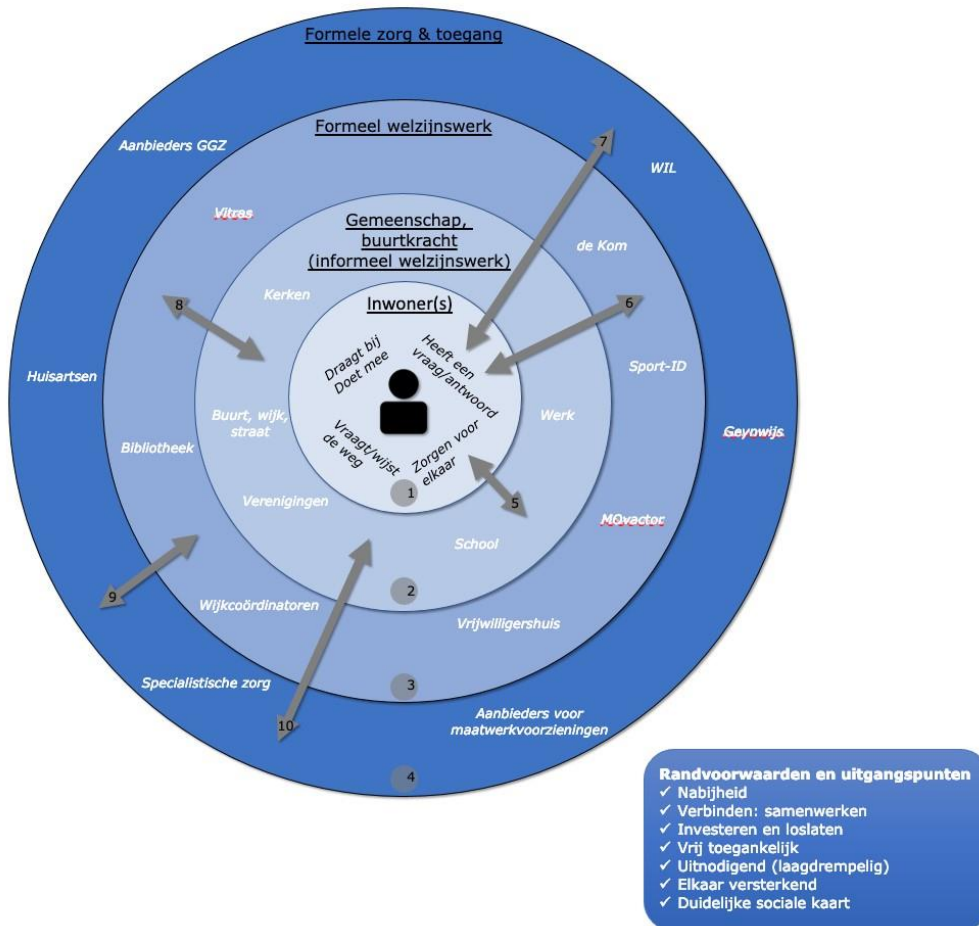 Formele zorg & toegang
Formeel welzijnswerk
Aanbieders GGZ
7
WIL
Vitras
Gemeenschap,
buurtkracht
(informeel welzijnswerk)
de Kom
Kerken
8
6
Inwoner(s)
Draagt bij
Doet mee
Heeft een
vraag/antwoord
Huisartsen
Sport-ID
Buurt, wijk,
straat
Werk
Geynwijs
Bibliotheek
Vraagt/wijst
de weg
Zorgen voor
elkaar
Verenigingen
1
5
MQvactor
School
2
9
Wijkcoördinatoren
Vrijwilligershuis
Specialistische zorg
3
10
Aanbieders voor
maatwerkvoorzieningen
4
Randvoorwaarden en uitgangspunten
✓ Nabijheid
✓ Verbinden: samenwerken
✓ Investeren en loslaten
✓ Vrij toegankelijk
✓ Uitnodigend (laagdrempelig)
✓ Elkaar versterkend
✓ Duidelijke sociale kaart